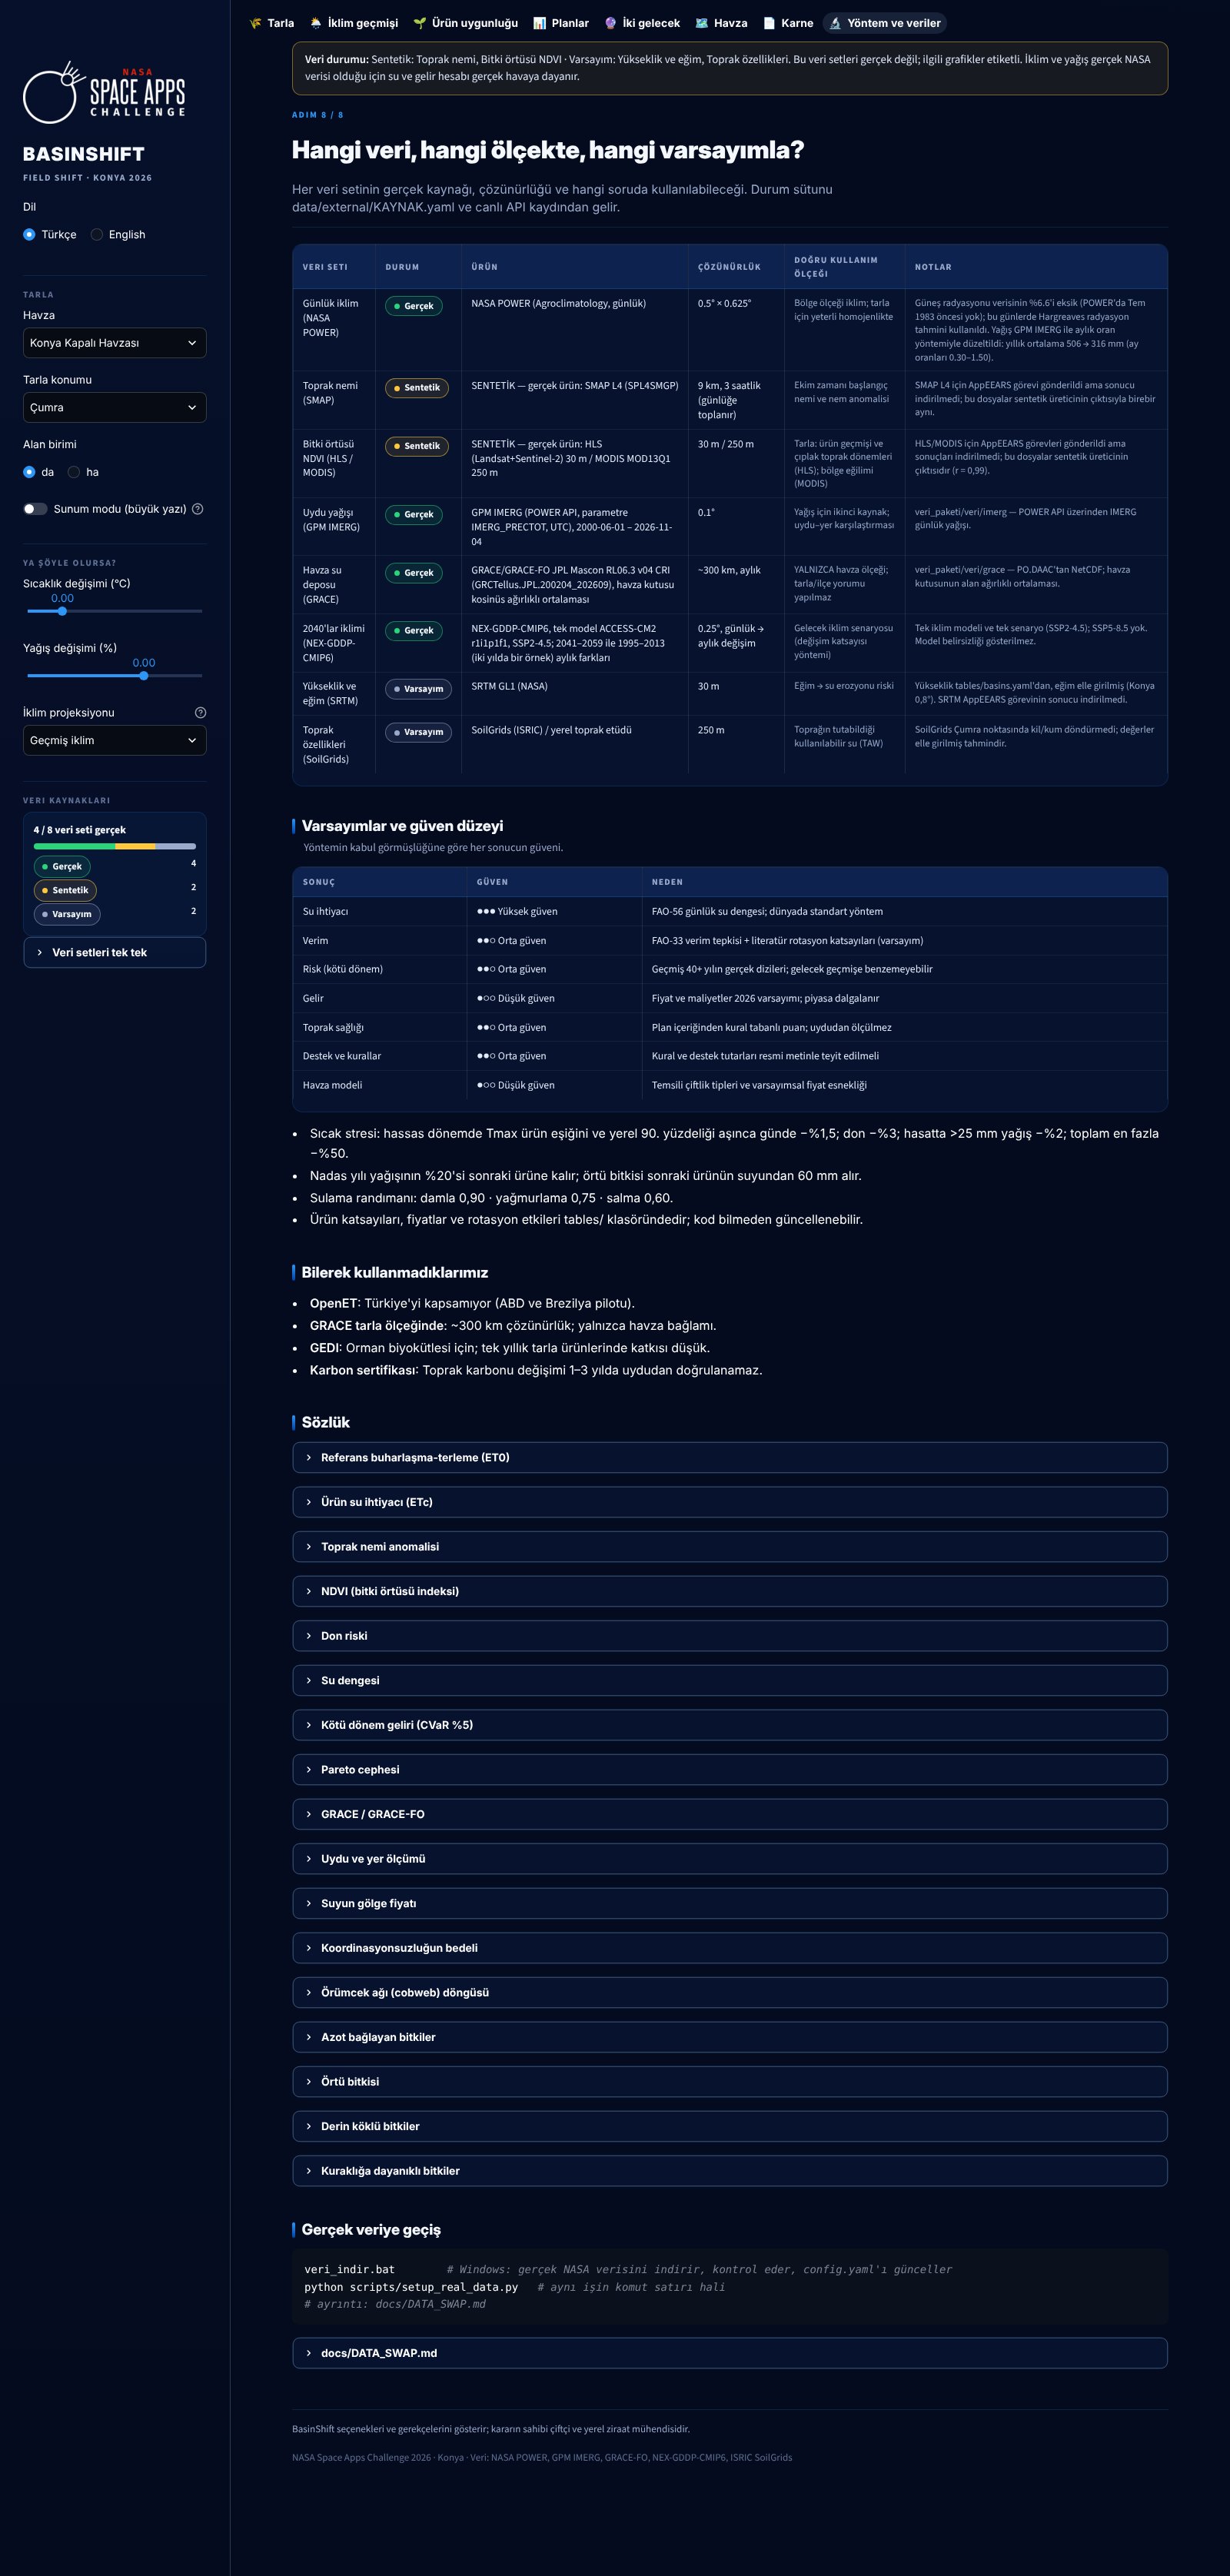 🌾 Tarla 🌦️ İklim geçmişi 🌱 Ürün uygunluğu 📊 Planlar 🔮 İki gelecek 🗺️ Havza 📄 Karne 🔬 Yöntem ve veriler
NASA
SPACE APPS
CHALLENGE
BASINSHIFT
FIELD SHIFT · KONYA 2026
Dil
Türkçe English
TARLA
Havza
Konya Kapalı Havzası
Tarla konumu
Çumra
Alan birimi
da ha
Sunum modu (büyük yazı)
YA ŞÖYLE OLURSA?
Sıcaklık değişimi (°C)
0.00
Yağış değişimi (%)
0.00
İklim projeksiyonu
Geçmiş iklim
VERİ KAYNAKLARI
4 / 8 veri seti gerçek
Gerçek 4
Sentetik 2
Varsayım 2
Veri setleri tek tek
Veri durumu: Sentetik: Toprak nemi, Bitki örtüsü NDVI · Varsayım: Yükseklik ve eğim, Toprak özellikleri. Bu veri setleri gerçek değil; ilgili grafikler etiketli. İklim ve yağış gerçek NASA
verisi olduğu için su ve gelir hesabı gerçek havaya dayanır.
ADIM 8 / 8
Hangi veri, hangi ölçekte, hangi varsayımla?
Her veri setinin gerçek kaynağı, çözünürlüğü ve hangi soruda kullanılabileceği. Durum sütunu
data/external/KAYNAK.yaml ve canlı API kaydından gelir.
VERİ SETİ DURUM ÜRÜN ÇÖZÜNÜRLÜK DOĞRU KULLANIM ÖLÇEĞİ NOTLAR
Günlük iklim (NASA POWER) Gerçek NASA POWER (Agroclimatology, günlük) 0.5° × 0.625° Bölge ölçeği iklim; tarla için yeterli homojenlikte Güneş radyasyonu verisinin %6.6'i eksik (POWER'da Tem 1983 öncesi yok); bu günlerde Hargreaves radyasyon tahmini kullanıldı. Yağış GPM IMERG ile aylık oran yöntemiyle düzeltildi: yıllık ortalama 506 → 316 mm (ay oranları 0.30–1.50).
Toprak nemi (SMAP) Sentetik SENTETİK — gerçek ürün: SMAP L4 (SPL4SMGP) 9 km, 3 saatlik (günlüğe toplanır) Ekim zamanı başlangıç nemi ve nem anomalisi SMAP L4 için AppEEARS görevi gönderildi ama sonucu indirilmedi; bu dosyalar sentetik üreticinin çıktısıyla birebir aynı.
Bitki örtüsü NDVI (HLS / MODIS) Sentetik SENTETİK — gerçek ürün: HLS (Landsat+Sentinel-2) 30 m / MODIS MOD13Q1 250 m 30 m / 250 m Tarla: ürün geçmişi ve çıplak toprak dönemleri (HLS); bölge eğilimi (MODIS) HLS/MODIS için AppEEARS görevleri gönderildi ama sonuçları indirilmedi; bu dosyalar sentetik üreticinin çıktısıdır (r = 0,99).
Uydu yağışı (GPM IMERG) Gerçek GPM IMERG (POWER API, parametre IMERG_PRECTOT, UTC), 2000-06-01 – 2026-11-04 0.1° Yağış için ikinci kaynak; uydu–yer karşılaştırması veri_paketi/veri/imerg — POWER API üzerinden IMERG günlük yağışı.
Havza su deposu (GRACE) Gerçek GRACE/GRACE-FO JPL Mascon RL06.3 v04 CRI (GRCTellus.JPL.200204_202609), havza kutusu kosinüs ağırlıklı ortalaması ~300 km, aylık YALNIZCA havza ölçeği; tarla/ilçe yorumu yapılmaz veri_paketi/veri/grace — PO.DAAC'tan NetCDF; havza kutusunun alan ağırlıklı ortalaması.
2040'lar iklimi (NEX-GDDP-CMIP6) Gerçek NEX-GDDP-CMIP6, tek model ACCESS-CM2 r1i1p1f1, SSP2-4.5; 2041–2059 ile 1995–2013 (iki yılda bir örnek) aylık farkları 0.25°, günlük → aylık değişim Gelecek iklim senaryosu (değişim katsayısı yöntemi) Tek iklim modeli ve tek senaryo (SSP2-4.5); SSP5-8.5 yok. Model belirsizliği gösterilmez.
Yükseklik ve eğim (SRTM) Varsayım SRTM GL1 (NASA) 30 m Eğim → su erozyonu riski Yükseklik tables/basins.yaml'dan, eğim elle girilmiş (Konya 0,8°). SRTM AppEEARS görevinin sonucu indirilmedi.
Toprak özellikleri (SoilGrids) Varsayım SoilGrids (ISRIC) / yerel toprak etüdü 250 m Toprağın tutabildiği kullanılabilir su (TAW) SoilGrids Çumra noktasında kil/kum döndürmedi; değerler elle girilmiş tahmindir.
Varsayımlar ve güven düzeyi
Yöntemin kabul görmüşlüğüne göre her sonucun güveni.
SONUÇ GÜVEN NEDEN
Su ihtiyacı ●●● Yüksek güven FAO-56 günlük su dengesi; dünyada standart yöntem
Verim ●●○ Orta güven FAO-33 verim tepkisi + literatür rotasyon katsayıları (varsayım)
Risk (kötü dönem) ●●○ Orta güven Geçmiş 40+ yılın gerçek dizileri; gelecek geçmişe benzemeyebilir
Gelir ●○○ Düşük güven Fiyat ve maliyetler 2026 varsayımı; piyasa dalgalanır
Toprak sağlığı ●●○ Orta güven Plan içeriğinden kural tabanlı puan; uydudan ölçülmez
Destek ve kurallar ●●○ Orta güven Kural ve destek tutarları resmi metinle teyit edilmeli
Havza modeli ●○○ Düşük güven Temsili çiftlik tipleri ve varsayımsal fiyat esnekliği
• Sıcak stresi: hassas dönemde Tmax ürün eşiğini ve yerel 90. yüzdeliği aşınca günde −%1,5; don −%3; hasatta >25 mm yağış −%2; toplam en fazla
−%50.
• Nadas yılı yağışının %20'si sonraki ürüne kalır; örtü bitkisi sonraki ürünün suyundan 60 mm alır.
• Sulama randımanı: damla 0,90 · yağmurlama 0,75 · salma 0,60.
• Ürün katsayıları, fiyatlar ve rotasyon etkileri tables/ klasöründedir; kod bilmeden güncellenebilir.
Bilerek kullanmadıklarımız
• OpenET: Türkiye'yi kapsamıyor (ABD ve Brezilya pilotu).
• GRACE tarla ölçeğinde: ~300 km çözünürlük; yalnızca havza bağlamı.
• GEDI: Orman biyokütlesi için; tek yıllık tarla ürünlerinde katkısı düşük.
• Karbon sertifikası: Toprak karbonu değişimi 1–3 yılda uydudan doğrulanamaz.
Sözlük
Referans buharlaşma-terleme (ET0)
Ürün su ihtiyacı (ETc)
Toprak nemi anomalisi
NDVI (bitki örtüsü indeksi)
Don riski
Su dengesi
Kötü dönem geliri (CVaR %5)
Pareto cephesi
GRACE / GRACE-FO
Uydu ve yer ölçümü
Suyun gölge fiyatı
Koordinasyonsuzluğun bedeli
Örümcek ağı (cobweb) döngüsü
Azot bağlayan bitkiler
Örtü bitkisi
Derin köklü bitkiler
Kuraklığa dayanıklı bitkiler
Gerçek veriye geçiş
veri_indir.bat # Windows: gerçek NASA verisini indirir, kontrol eder, config.yaml'ı günceller
python scripts/setup_real_data.py # aynı işin komut satırı hali
# ayrıntı: docs/DATA_SWAP.md
docs/DATA_SWAP.md
BasinShift seçenekleri ve gerekçelerini gösterir; kararın sahibi çiftçi ve yerel ziraat mühendisidir.
NASA Space Apps Challenge 2026 · Konya · Veri: NASA POWER, GPM IMERG, GRACE-FO, NEX-GDDP-CMIP6, ISRIC SoilGrids